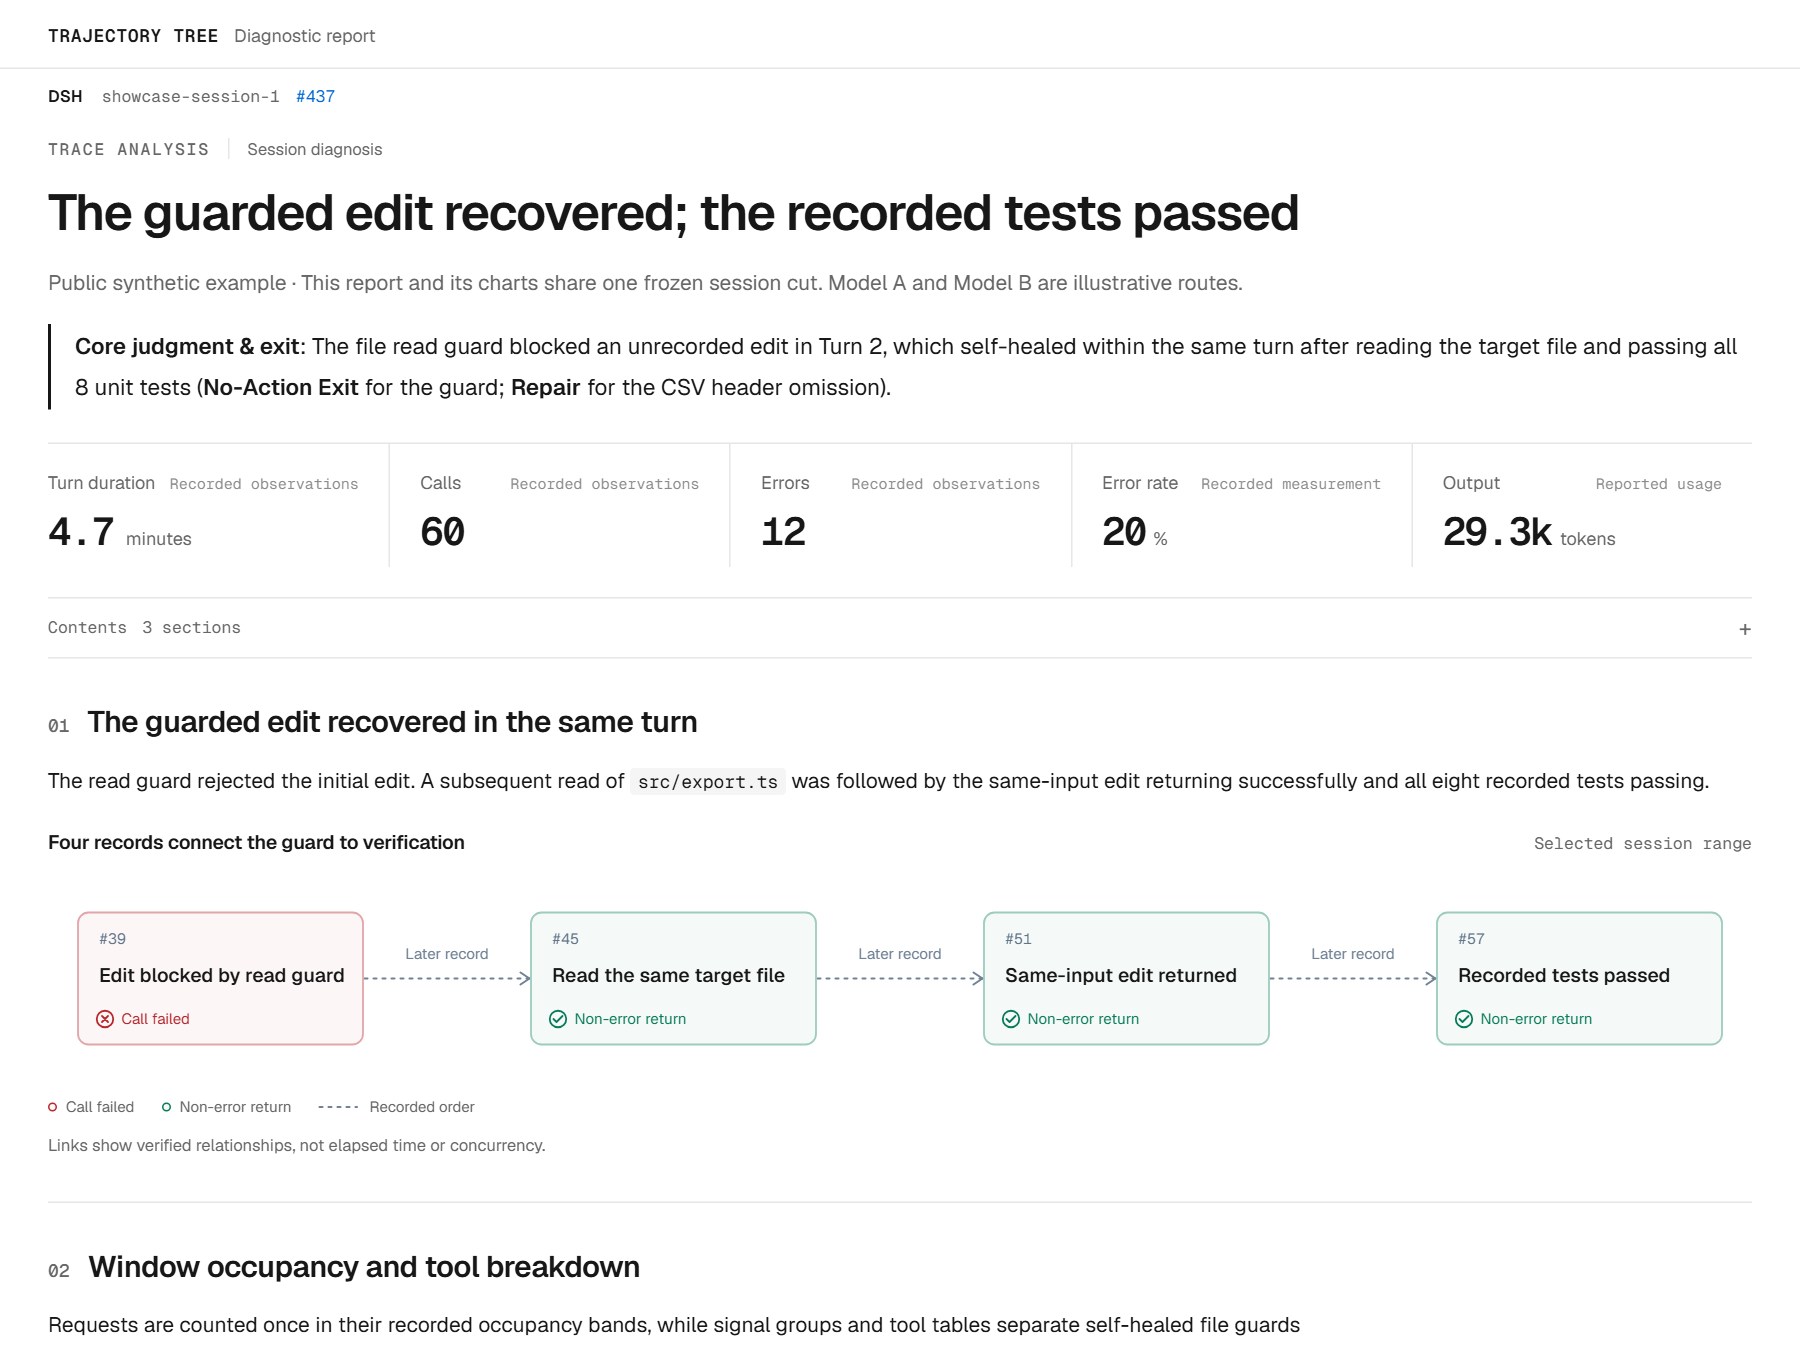 TRAJECTORY TREE Diagnostic report
DSH showcase-session-1 #437
TRACE ANALYSIS Session diagnosis
The guarded edit recovered; the recorded tests passed
Public synthetic example · This report and its charts share one frozen session cut. Model A and Model B are illustrative routes.
Core judgment & exit: The file read guard blocked an unrecorded edit in Turn 2, which self-healed within the same turn after reading the target file and passing all
8 unit tests (No-Action Exit for the guard; Repair for the CSV header omission).
Turn duration Recorded observations
4.7 minutes
Calls Recorded observations
60
Errors Recorded observations
12
Error rate Recorded measurement
20 %
Output Reported usage
29.3k tokens
Contents 3 sections +
01 The guarded edit recovered in the same turn
The read guard rejected the initial edit. A subsequent read of src/export.ts was followed by the same-input edit returning successfully and all eight recorded tests passing.
Four records connect the guard to verification Selected session range
#39
Edit blocked by read guard
Call failed
Later record
#45
Read the same target file
Non-error return
Later record
#51
Same-input edit returned
Non-error return
Later record
#57
Recorded tests passed
Non-error return
Call failed Non-error return Recorded order
Links show verified relationships, not elapsed time or concurrency.
02 Window occupancy and tool breakdown
Requests are counted once in their recorded occupancy bands, while signal groups and tool tables separate self-healed file guards